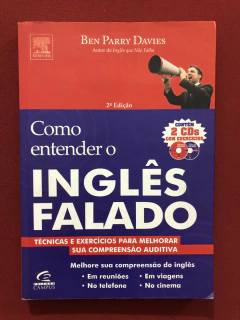 ELSEVIER
BEN PARRY DAVIES
Autor de Inglês que Não Falha
2ª Edição
CONTÉM
2 CDs
COM EXERCÍCIOS
Como
entender o
INGLÊS
FALADO
TÉCNICAS E EXERCÍCIOS PARA MELHORAR
SUA COMPREENSÃO AUDITIVA
Melhore sua compreensão do inglês
• Em reuniões • Em viagens
• No telefone • No cinema
CAMPUS